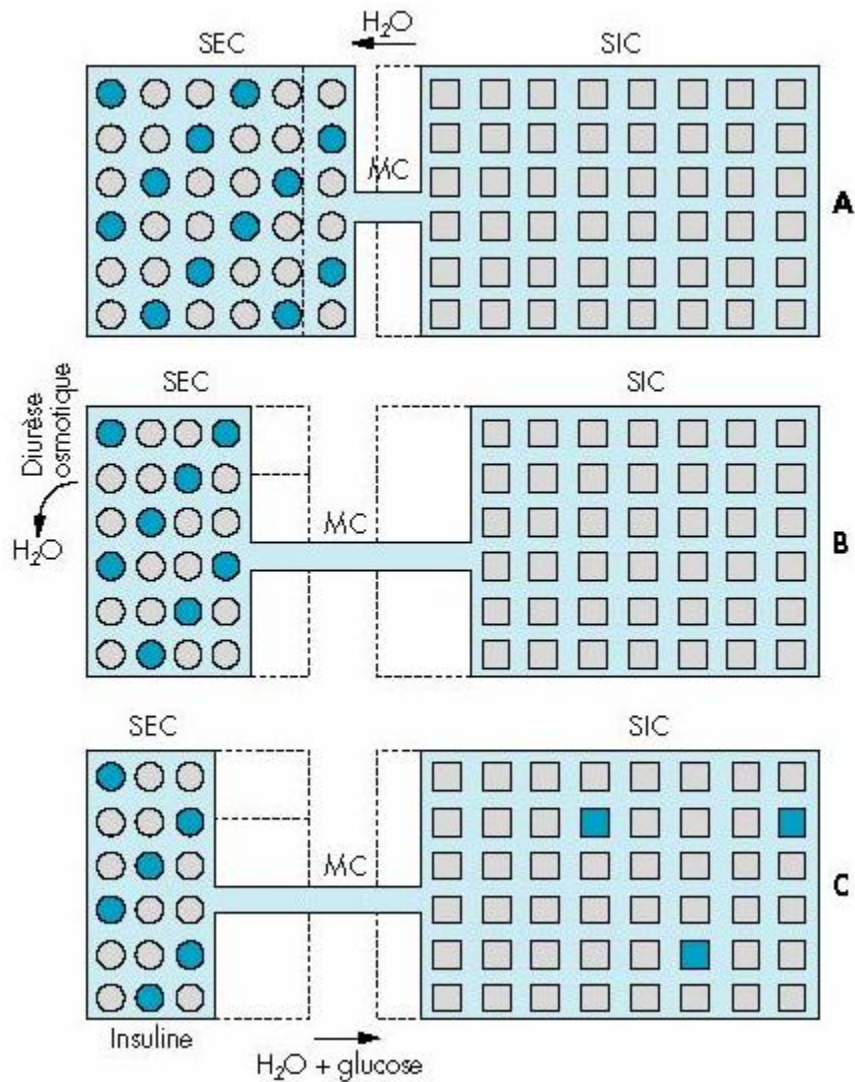 H₂O
SEC
SIC
MC
A
SEC
SIC
Diurèse
osmotique
H₂O
MC
B
SEC
SIC
MC
C
Insuline
H₂O + glucose